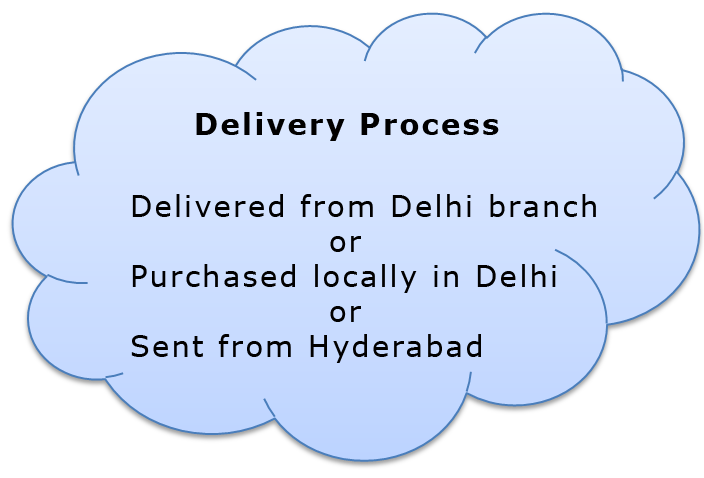 Delivery Process
Delivered from Delhi branch
or
Purchased locally in Delhi
or
Sent from Hyderabad